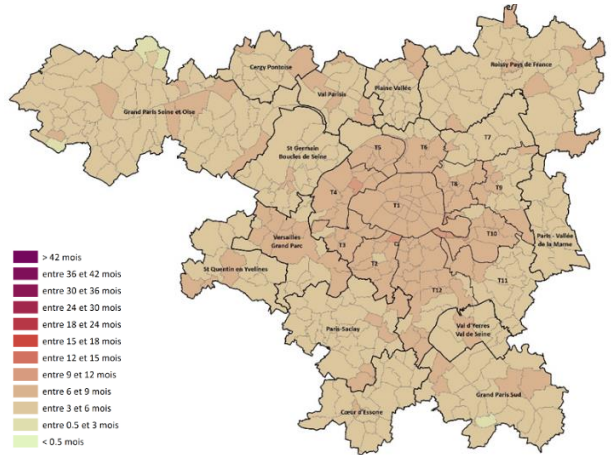 Cergy Pontoise
Roissy Pays de France
Val Parisis
Plaine Vallée
Grand Paris Seine et Oise
St Germain
Boucles de Seine
T7
T5
T6
T4
T8
T9
T1
Paris - Vallée
de la Marne
Versailles
Grand Parc
T3
T10
T2
St Quentin en Yvelines
T11
T12
Paris-Saclay
Val d'Yerres
Val de Seine
Grand Paris Sud
Cœur d'Essone
> 42 mois
entre 36 et 42 mois
entre 30 et 36 mois
entre 24 et 30 mois
entre 18 et 24 mois
entre 15 et 18 mois
entre 12 et 15 mois
entre 9 et 12 mois
entre 6 et 9 mois
entre 3 et 6 mois
entre 0.5 et 3 mois
< 0.5 mois